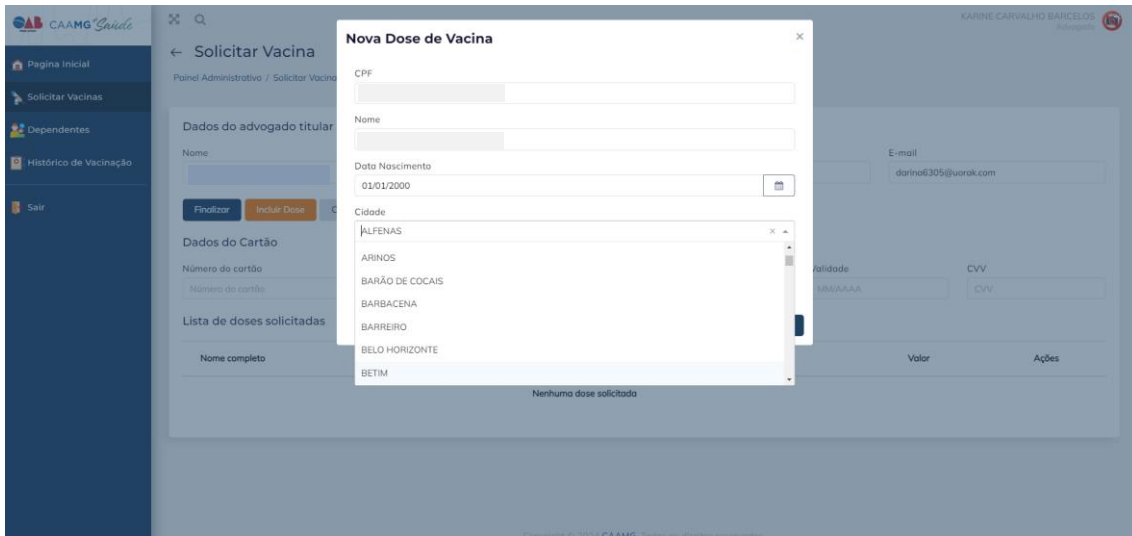 OAB CAAMG Saúde
KARINE CARVALHO BARCELOS
Advogado
Pagina Inicial
Solicitar Vacinas
Dependentes
Histórico de Vacinação
Sair
← Solicitar Vacina
Painel Administrativo / Solicitar Vacina
Dados do advogado titular
Nome
E-mail
darina6305@uorak.com
Finalizar
Incluir Dose
Dados do Cartão
Número do cartão
Validade
CVV
Número do cartão
MM/AAAA
CVV
Lista de doses solicitadas
Nome completo
Valor
Ações
Nenhuma dose solicitada
Nova Dose de Vacina
×
CPF
Nome
Data Nascimento
01/01/2000
Cidade
ALFENAS
×
ARINOS
BARÃO DE COCAIS
BARBACENA
BARREIRO
BELO HORIZONTE
BETIM
Copyright © 2024 CAAMG.